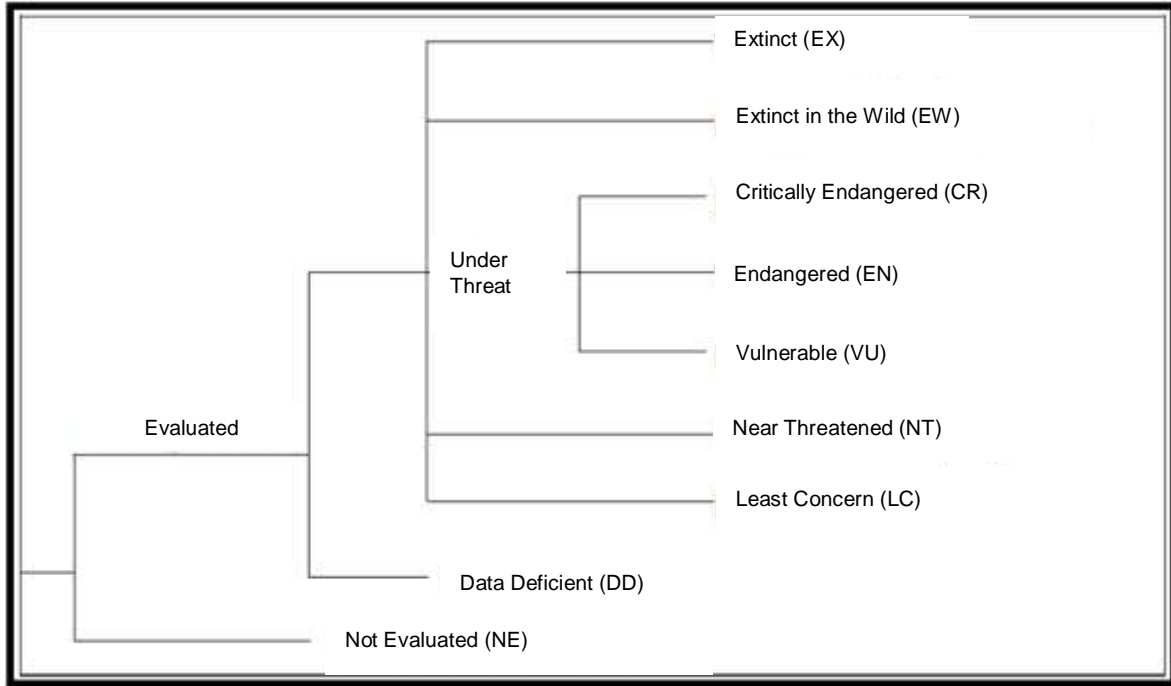 Extinct (EX)
Extinct in the Wild (EW)
Critically Endangered (CR)
Under
Threat
Endangered (EN)
Vulnerable (VU)
Evaluated
Near Threatened (NT)
Least Concern (LC)
Data Deficient (DD)
Not Evaluated (NE)